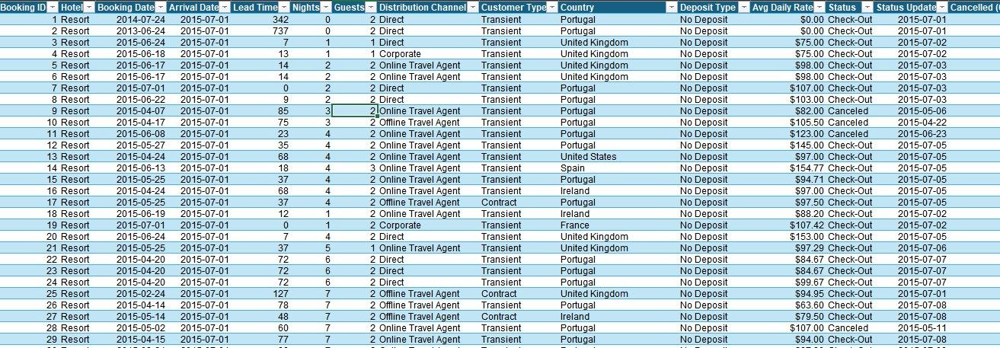 Booking ID Hotel Booking Date Arrival Date Lead Time Nights Guests Distribution Channel Customer Type Country Deposit Type Avg Daily Rate Status Status Update Cancelled (
1 Resort 2014-07-24 2015-07-01 342 0 2 Direct Transient Portugal No Deposit $0.00 Check-Out 2015-07-01
2 Resort 2013-06-24 2015-07-01 737 0 2 Direct Transient Portugal No Deposit $0.00 Check-Out 2015-07-01
3 Resort 2015-06-24 2015-07-01 7 1 1 Direct Transient United Kingdom No Deposit $75.00 Check-Out 2015-07-02
4 Resort 2015-06-18 2015-07-01 13 1 1 Corporate Transient United Kingdom No Deposit $75.00 Check-Out 2015-07-02
5 Resort 2015-06-17 2015-07-01 14 2 2 Online Travel Agent Transient United Kingdom No Deposit $98.00 Check-Out 2015-07-03
6 Resort 2015-06-17 2015-07-01 14 2 2 Online Travel Agent Transient United Kingdom No Deposit $98.00 Check-Out 2015-07-03
7 Resort 2015-07-01 2015-07-01 0 2 2 Direct Transient Portugal No Deposit $107.00 Check-Out 2015-07-03
8 Resort 2015-06-22 2015-07-01 9 2 2 Direct Transient Portugal No Deposit $103.00 Check-Out 2015-07-03
9 Resort 2015-04-07 2015-07-01 85 3 2 Online Travel Agent Transient Portugal No Deposit $82.00 Canceled 2015-05-06
10 Resort 2015-04-17 2015-07-01 75 3 2 Offline Travel Agent Transient Portugal No Deposit $105.50 Canceled 2015-04-22
11 Resort 2015-06-08 2015-07-01 23 4 2 Online Travel Agent Transient Portugal No Deposit $123.00 Canceled 2015-06-23
12 Resort 2015-05-27 2015-07-01 35 4 2 Online Travel Agent Transient Portugal No Deposit $145.00 Check-Out 2015-07-05
13 Resort 2015-04-24 2015-07-01 68 4 2 Online Travel Agent Transient United States No Deposit $97.00 Check-Out 2015-07-05
14 Resort 2015-06-13 2015-07-01 18 4 3 Online Travel Agent Transient Spain No Deposit $154.77 Check-Out 2015-07-05
15 Resort 2015-05-25 2015-07-01 37 4 2 Online Travel Agent Transient Portugal No Deposit $94.71 Check-Out 2015-07-05
16 Resort 2015-04-24 2015-07-01 68 4 2 Online Travel Agent Transient Ireland No Deposit $97.00 Check-Out 2015-07-05
17 Resort 2015-05-25 2015-07-01 37 4 2 Offline Travel Agent Contract Portugal No Deposit $97.50 Check-Out 2015-07-05
18 Resort 2015-06-19 2015-07-01 12 1 2 Online Travel Agent Transient Ireland No Deposit $88.20 Check-Out 2015-07-02
19 Resort 2015-07-01 2015-07-01 0 1 2 Corporate Transient France No Deposit $107.42 Check-Out 2015-07-02
20 Resort 2015-06-24 2015-07-01 7 4 2 Direct Transient United Kingdom No Deposit $153.00 Check-Out 2015-07-05
21 Resort 2015-05-25 2015-07-01 37 5 1 Online Travel Agent Transient United Kingdom No Deposit $97.29 Check-Out 2015-07-06
22 Resort 2015-04-20 2015-07-01 72 6 2 Direct Transient Portugal No Deposit $84.67 Check-Out 2015-07-07
23 Resort 2015-04-20 2015-07-01 72 6 2 Direct Transient Portugal No Deposit $84.67 Check-Out 2015-07-07
24 Resort 2015-04-20 2015-07-01 72 6 2 Direct Transient Portugal No Deposit $99.67 Check-Out 2015-07-07
25 Resort 2015-02-24 2015-07-01 127 7 2 Offline Travel Agent Contract United Kingdom No Deposit $94.95 Check-Out 2015-07-01
26 Resort 2015-04-14 2015-07-01 78 7 2 Offline Travel Agent Transient Portugal No Deposit $63.60 Check-Out 2015-07-08
27 Resort 2015-05-14 2015-07-01 48 7 2 Offline Travel Agent Contract Ireland No Deposit $79.50 Check-Out 2015-07-08
28 Resort 2015-05-02 2015-07-01 60 7 2 Online Travel Agent Transient Portugal No Deposit $107.00 Canceled 2015-05-11
29 Resort 2015-04-15 2015-07-01 77 7 2 Online Travel Agent Transient Portugal No Deposit $94.00 Check-Out 2015-07-08